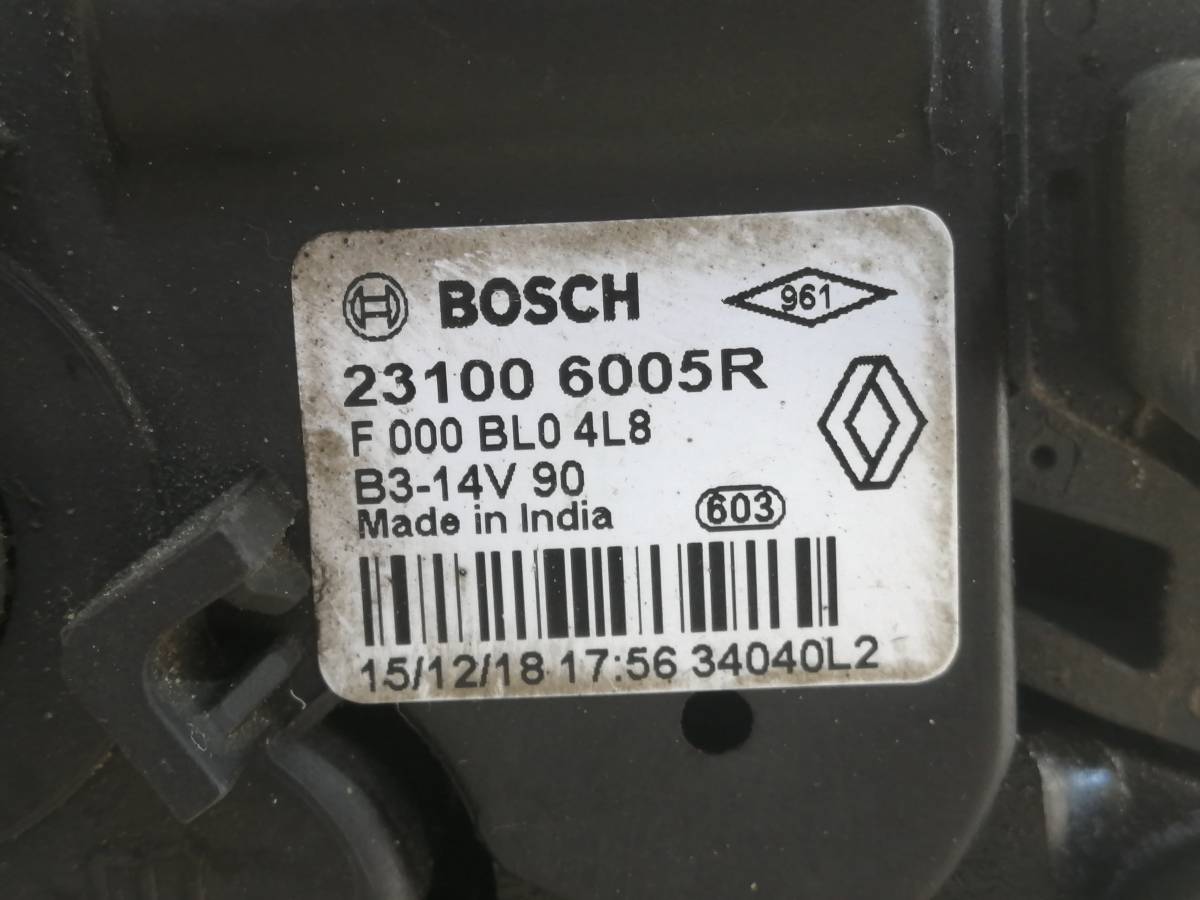 BOSCH
961
23100 6005R
F 000 BL0 4L8
B3-14V 90
Made in India
603
15/12/18 17:56 34040L2